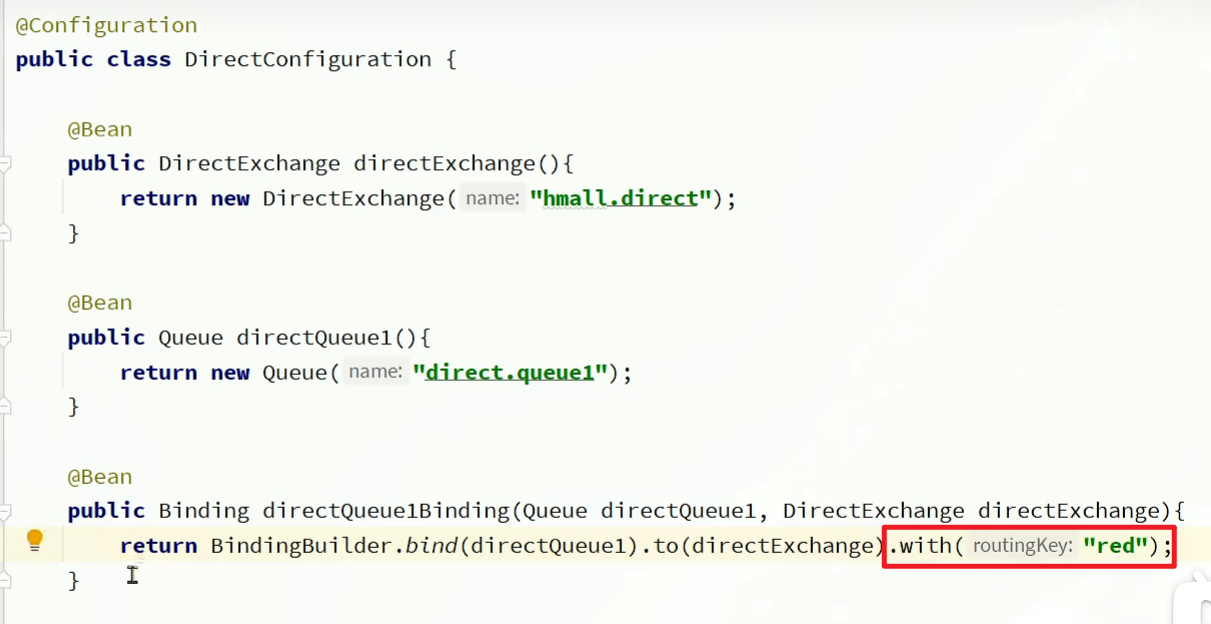 @Configuration
public class DirectConfiguration {
@Bean
public DirectExchange directExchange(){
return new DirectExchange( name: "hmall.direct");
}
@Bean
public Queue directQueue1(){
return new Queue( name: "direct.queue1");
}
@Bean
public Binding directQueue1Binding(Queue directQueue1, DirectExchange directExchange){
return BindingBuilder.bind(directQueue1).to(directExchange).with( routingKey: "red");
}